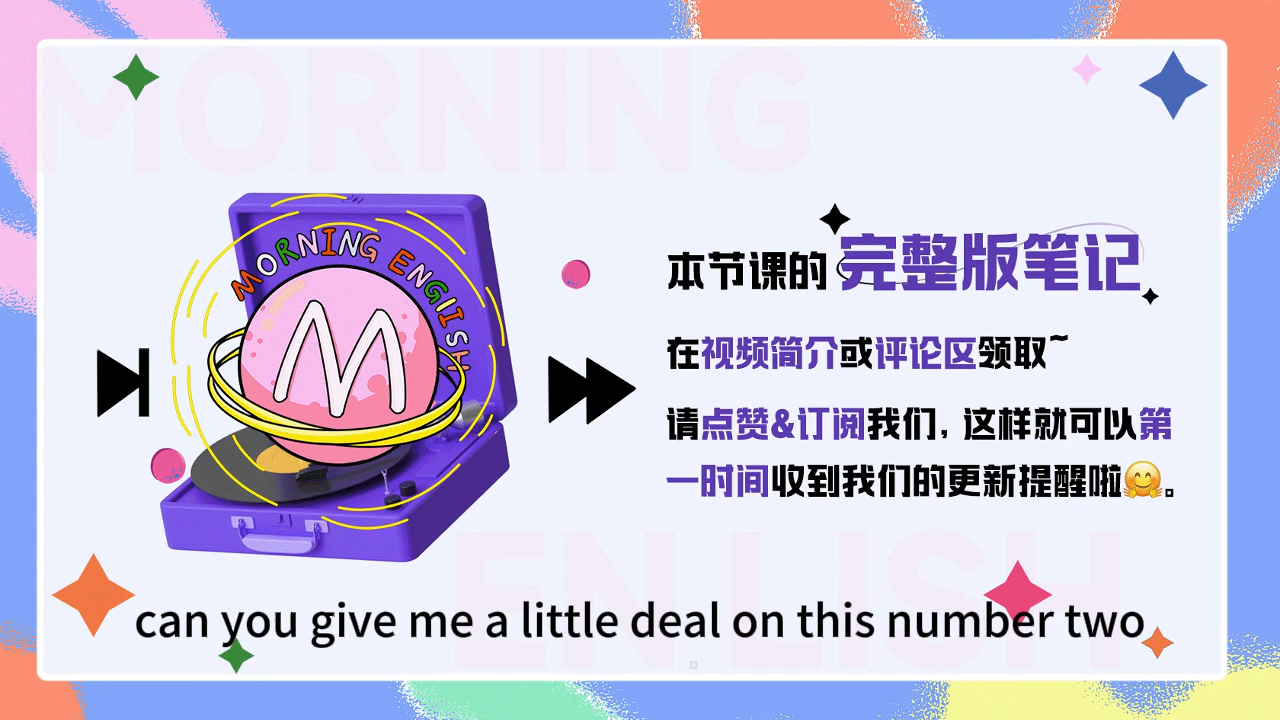 MORNING
MORNING ENGLISH
M
本节课的 完整版笔记
在视频简介或评论区领取~
请点赞&订阅我们, 这样就可以第
一时间收到我们的更新提醒啦🤗。
EN LISH
can you give me a little deal on this number two